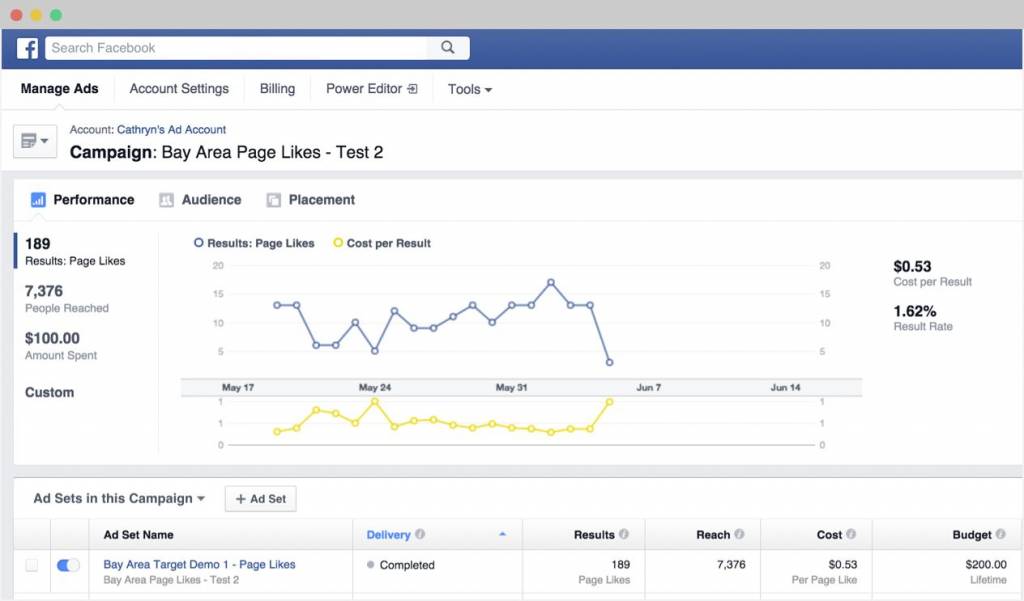 Search Facebook
Manage Ads Account Settings Billing Power Editor Tools
Account: Cathryn's Ad Account
Campaign: Bay Area Page Likes - Test 2
Performance Audience Placement
189
Results: Page Likes
7,376
People Reached
$100.00
Amount Spent
Custom
Results: Page Likes Cost per Result
20 20
15 15
10 10
5 5
May 17 May 24 May 31 Jun 7 Jun 14
1 1
1 1
0 0
$0.53
Cost per Result
1.62%
Result Rate
Ad Sets in this Campaign + Ad Set
Ad Set Name Delivery Results Reach Cost Budget
Bay Area Target Demo 1 - Page Likes Completed 189 7,376 $0.53 $200.00
Bay Area Page Likes - Test 2 Page Likes Per Page Like Lifetime